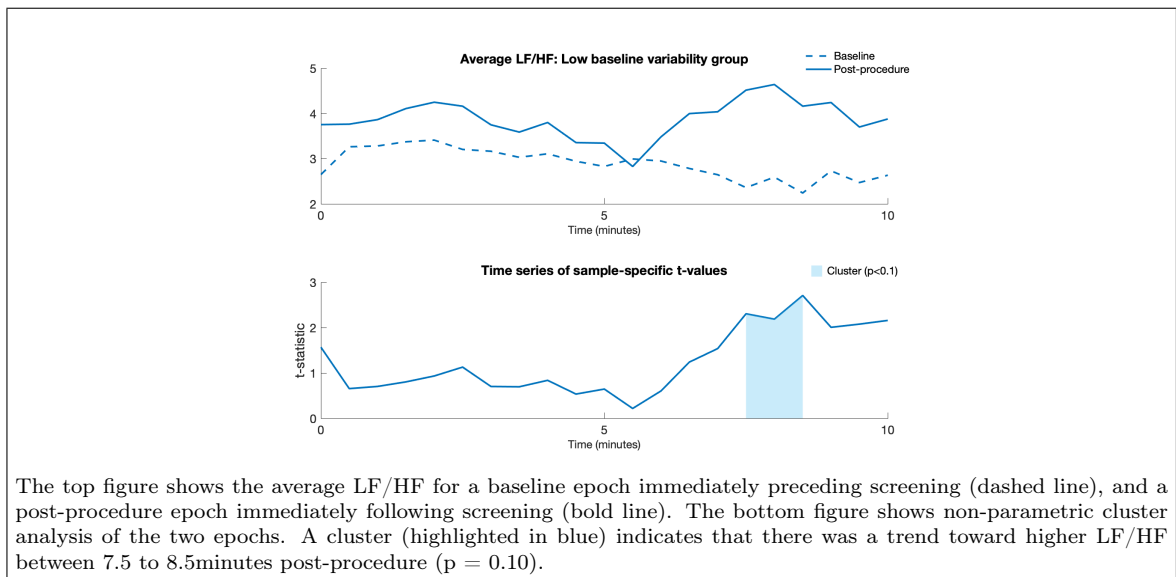 Average LF/HF: Low baseline variability group
Baseline
Post-procedure
5
4
3
2
0
5
10
Time (minutes)
Time series of sample-specific t-values
Cluster (p<0.1)
t-statistic
3
2
1
0
0
5
10
Time (minutes)
The top figure shows the average LF/HF for a baseline epoch immediately preceding screening (dashed line), and a
post-procedure epoch immediately following screening (bold line). The bottom figure shows non-parametric cluster
analysis of the two epochs. A cluster (highlighted in blue) indicates that there was a trend toward higher LF/HF
between 7.5 to 8.5minutes post-procedure (p = 0.10).